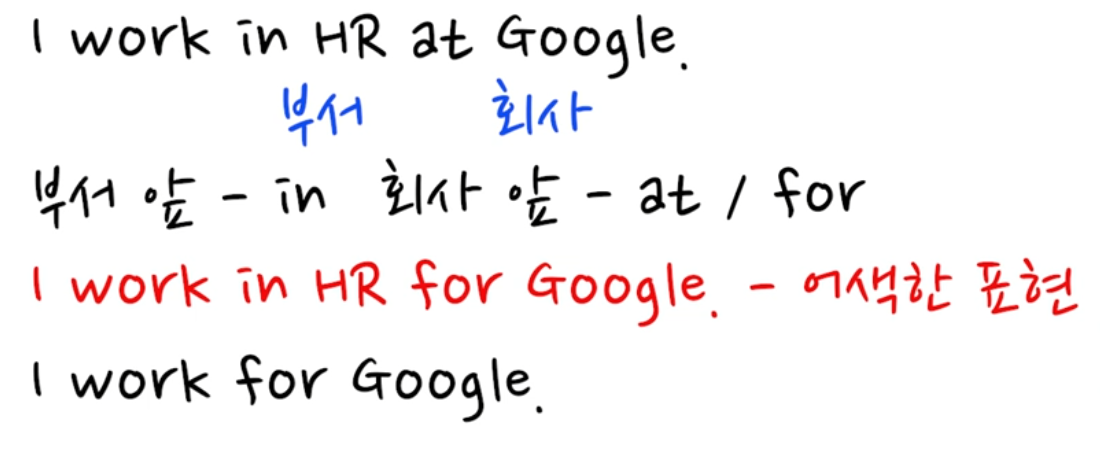 I work in HR at Google.
부서 회사
부서 앞 - in 회사 앞 - at / for
I work in HR for Google. - 어색한 표현
I work for Google.